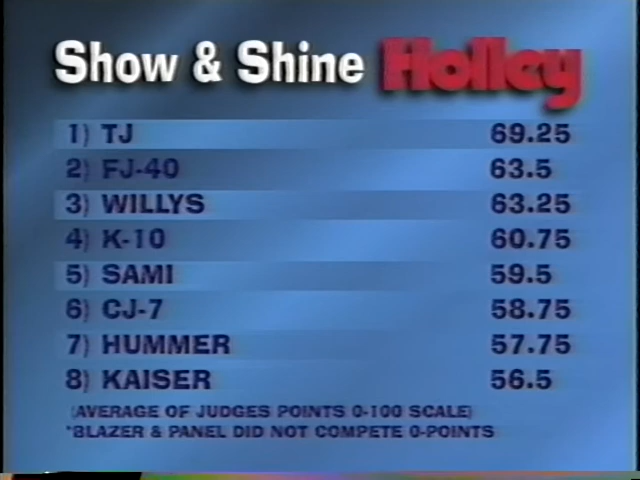 Show & Shine Holley
1) TJ 69.25
2) FJ-40 63.5
3) WILLYS 63.25
4) K-10 60.75
5) SAMI 59.5
6) CJ-7 58.75
7) HUMMER 57.75
8) KAISER 56.5
(AVERAGE OF JUDGES POINTS 0-100 SCALE)
*BLAZER & PANEL DID NOT COMPETE 0-POINTS